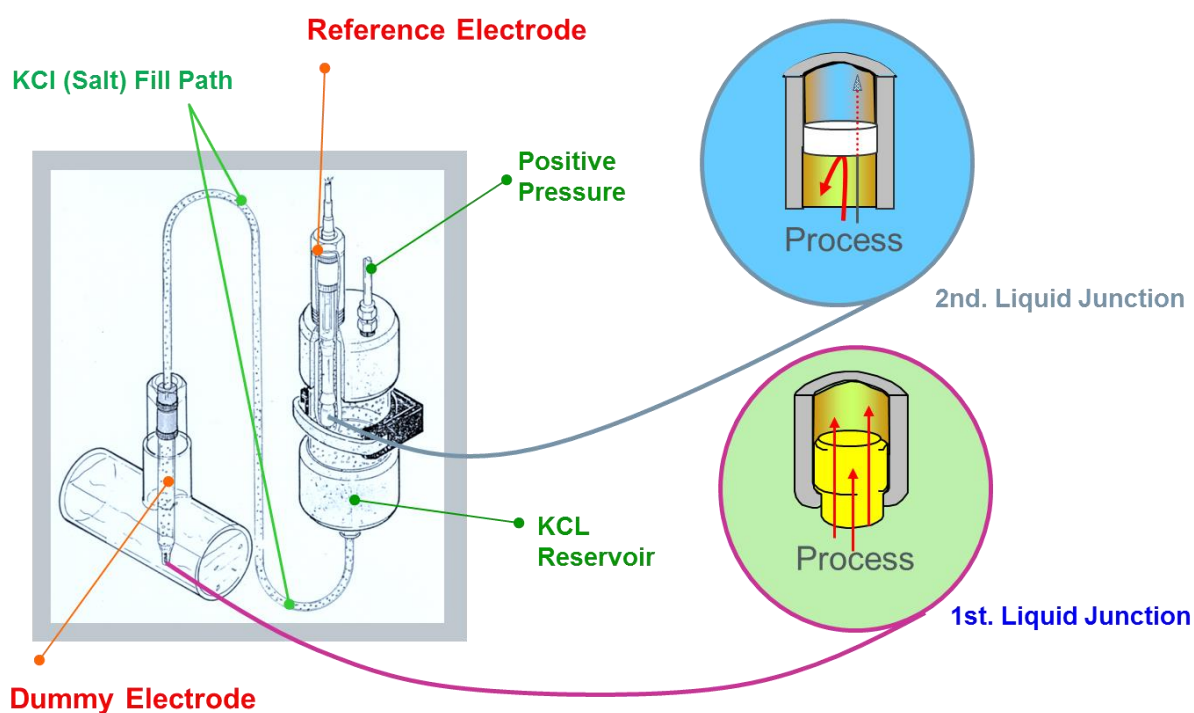 Reference Electrode
KCl (Salt) Fill Path
Positive
Pressure
Process
2nd. Liquid Junction
KCL
Reservoir
Process
1st. Liquid Junction
Dummy Electrode